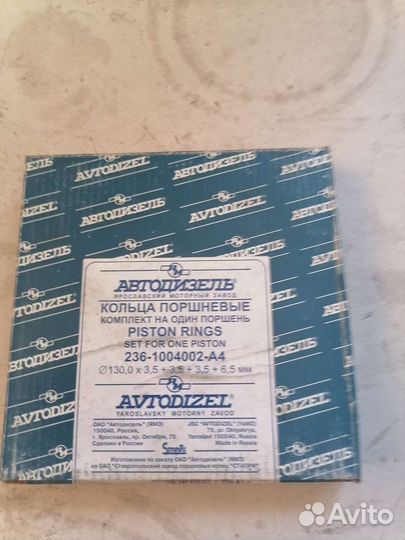 АВТОДИЗЕЛЬ
AVTODIZEL
АВТОДИЗЕЛЬ
ЯРОСЛАВСКИЙ МОТОРНЫЙ ЗАВОД
КОЛЬЦА ПОРШНЕВЫЕ
КОМПЛЕКТ НА ОДИН ПОРШЕНЬ
PISTON RINGS
SET FOR ONE PISTON
236-1004002-А4
∅130,0 x 3,5 + 3,5 + 3,5 + 6,5 мм
AVTODIZEL
YAROSLAVSKY MOTORNY ZAVOD
ОАО "Автодизель" (ЯМЗ)
150040, Россия,
г. Ярославль, пр. Октября, 75
Сделано в России
JSC "AVTODIZEL" (YaMZ)
75, pr. Oktyabrya,
Yaroslavl 150040, Russia
Made in Russia
Stapri
Изготовлено по заказу ОАО "Автодизель" (ЯМЗ)
на ОАО "Ставропольский завод поршневых колец "СТАПРИ"
Avito